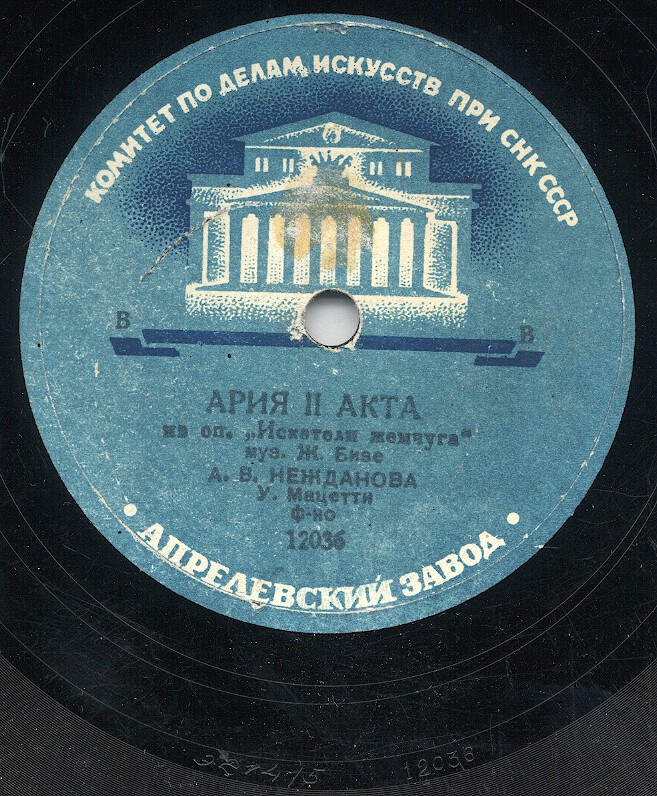 КОМИТЕТ ПО ДЕЛАМ ИСКУССТВ ПРИ СНК СССР
В В
АРИЯ II АКТА
из оп. „Искатели жемчуга"
муз. Ж. Бизе
А. В. НЕЖДАНОВА
У. Мацетти
ф-но
12036
• АПРЕЛЕВСКИЙ ЗАВОД •
12036